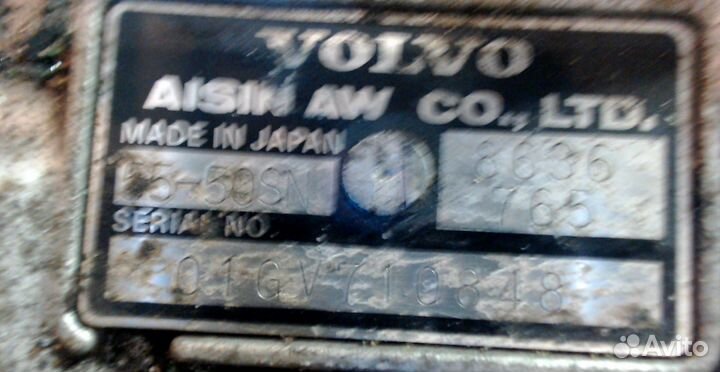 VOLVO
AISIN AW CO., LTD.
MADE IN JAPAN
55-50SN
8636
765
SERIAL NO
01GV710848
Avito